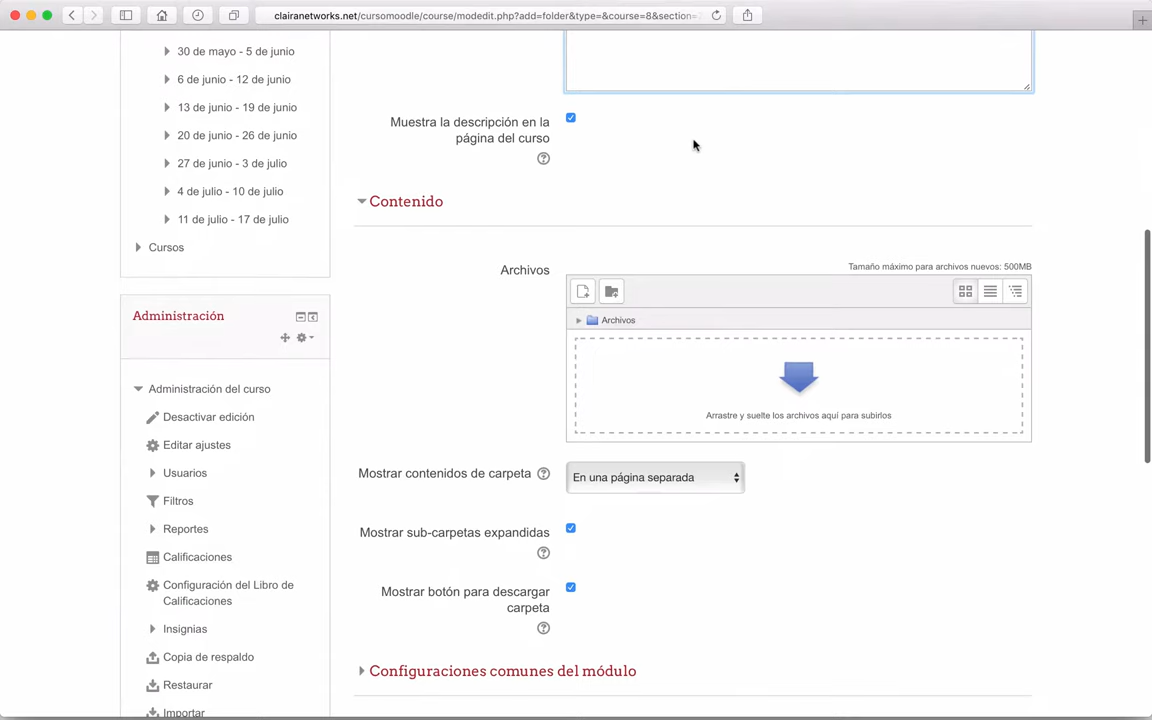 clairanetworks.net/cursomoodle/course/modedit.php?add=folder&type=&course=8&section=
30 de mayo - 5 de junio
6 de junio - 12 de junio
13 de junio - 19 de junio
20 de junio - 26 de junio
27 de junio - 3 de julio
4 de julio - 10 de julio
11 de julio - 17 de julio
Cursos
Administración
Administración del curso
Desactivar edición
Editar ajustes
Usuarios
Filtros
Reportes
Calificaciones
Configuración del Libro de
Calificaciones
Insignias
Copia de respaldo
Restaurar
Importar
Muestra la descripción en la
página del curso
Contenido
Archivos
Tamaño máximo para archivos nuevos: 500MB
Archivos
Arrastre y suelte los archivos aquí para subirlos
Mostrar contenidos de carpeta
En una página separada
Mostrar sub-carpetas expandidas
Mostrar botón para descargar
carpeta
Configuraciones comunes del módulo